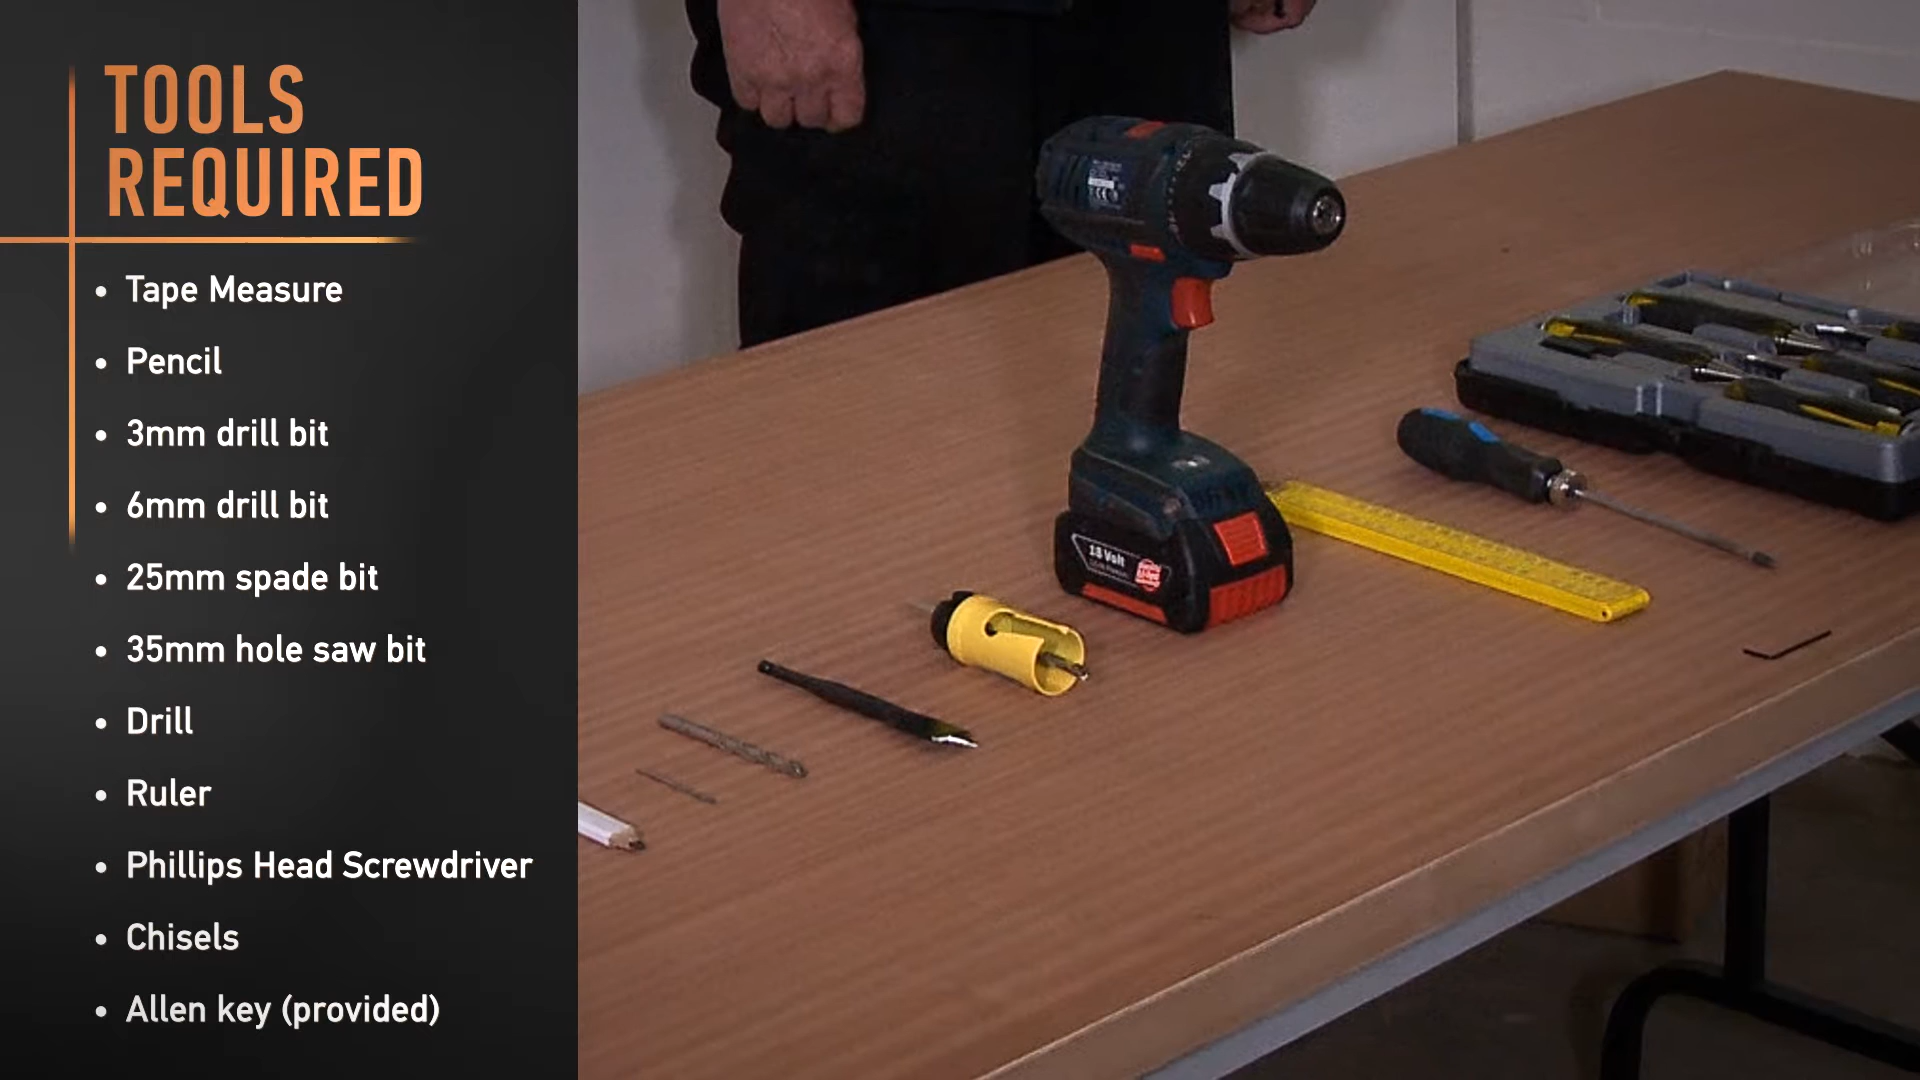 TOOLS
REQUIRED
• Tape Measure
• Pencil
• 3mm drill bit
• 6mm drill bit
• 25mm spade bit
• 35mm hole saw bit
• Drill
• Ruler
• Phillips Head Screwdriver
• Chisels
• Allen key (provided)
18 Volt